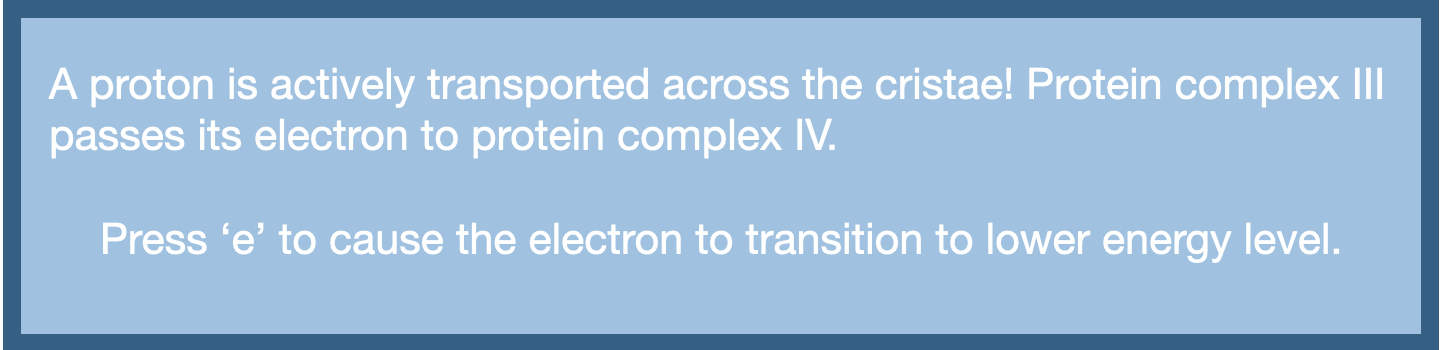 A proton is actively transported across the cristae! Protein complex III
passes its electron to protein complex IV.
Press ‘e’ to cause the electron to transition to lower energy level.